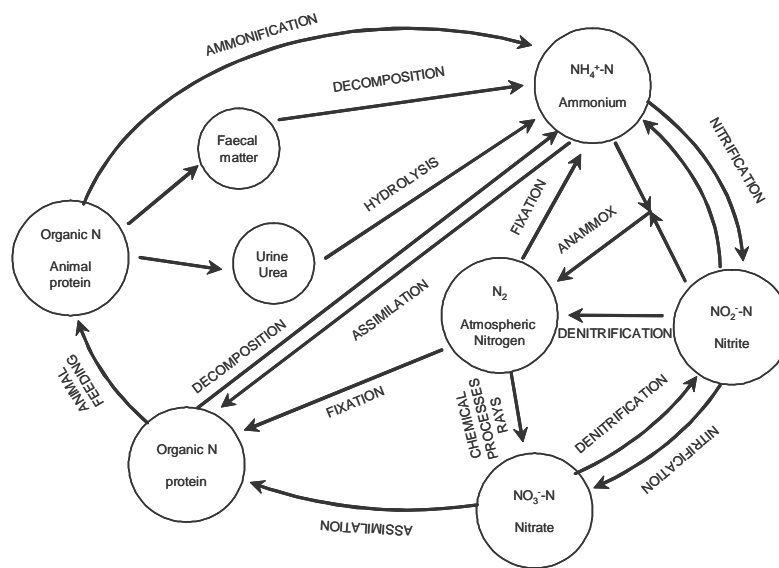 AMMONIFICATION
NH₄⁺-N
Ammonium
DECOMPOSITION
Faecal
matter
NITRIFICATION
HYDROLYSIS
FIXATION
Organic N
Animal
protein
Urine
Urea
ANAMMOX
N₂
Atmospheric
Nitrogen
ASSIMILATION
DECOMPOSITION
DENITRIFICATION
NO₂⁻-N
Nitrite
ANIMAL
FEEDING
FIXATION
CHEMICAL
PROCESSES
RAYS
DENITRIFICATION
NITRIFICATION
Organic N
protein
NO₃⁻-N
Nitrate
ASSIMILATION